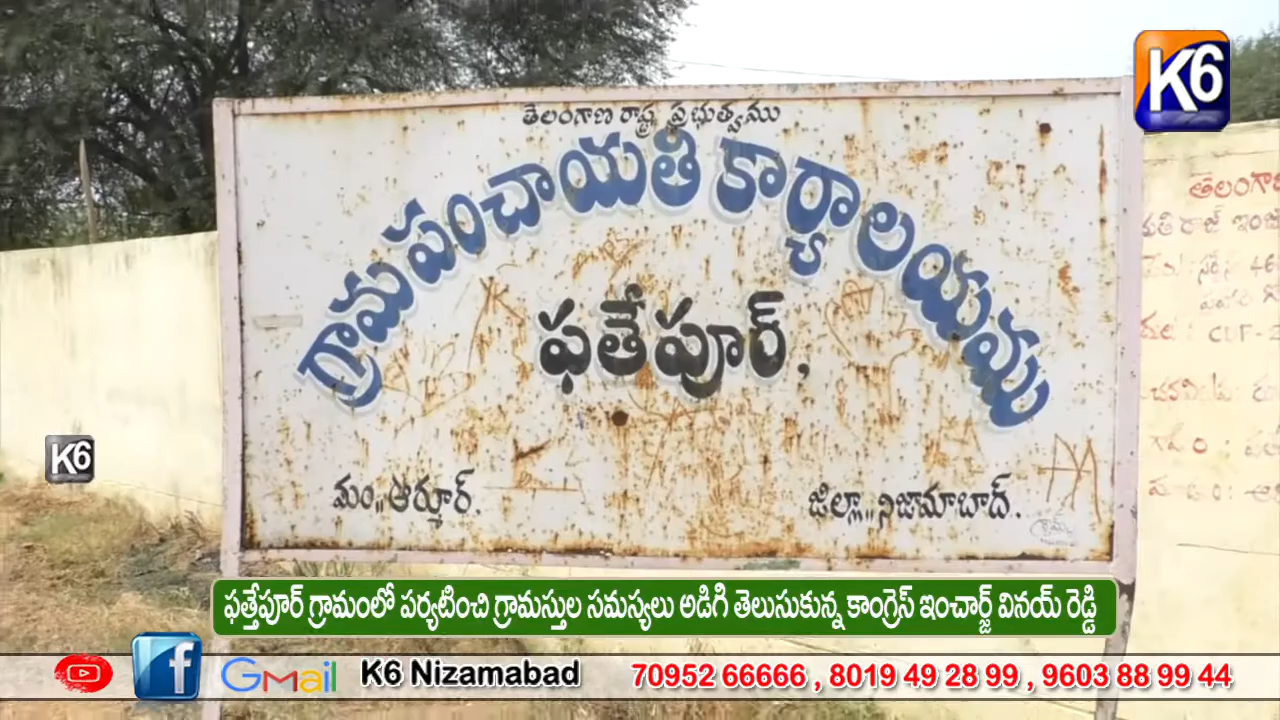 K6
తెలంగాణ రాష్ట్ర ప్రభుత్వము
గ్రామ పంచాయతి కార్యాలయము
ఫతేపూర్.
మం,, ఆర్మూర్.
జిల్లా,, నిజామాబాద్.
K6
ఫత్తేపూర్ గ్రామంలో పర్యటించి గ్రామస్తుల సమస్యలు అడిగి తెలుసుకున్న కాంగ్రెస్ ఇంచార్జ్ వినయ్ రెడ్డి
f Gmail K6 Nizamabad 70952 66666 , 8019 49 28 99 , 9603 88 99 44